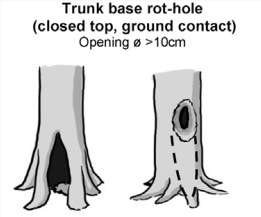 Trunk base rot-hole
(closed top, ground contact)
Opening ø >10cm